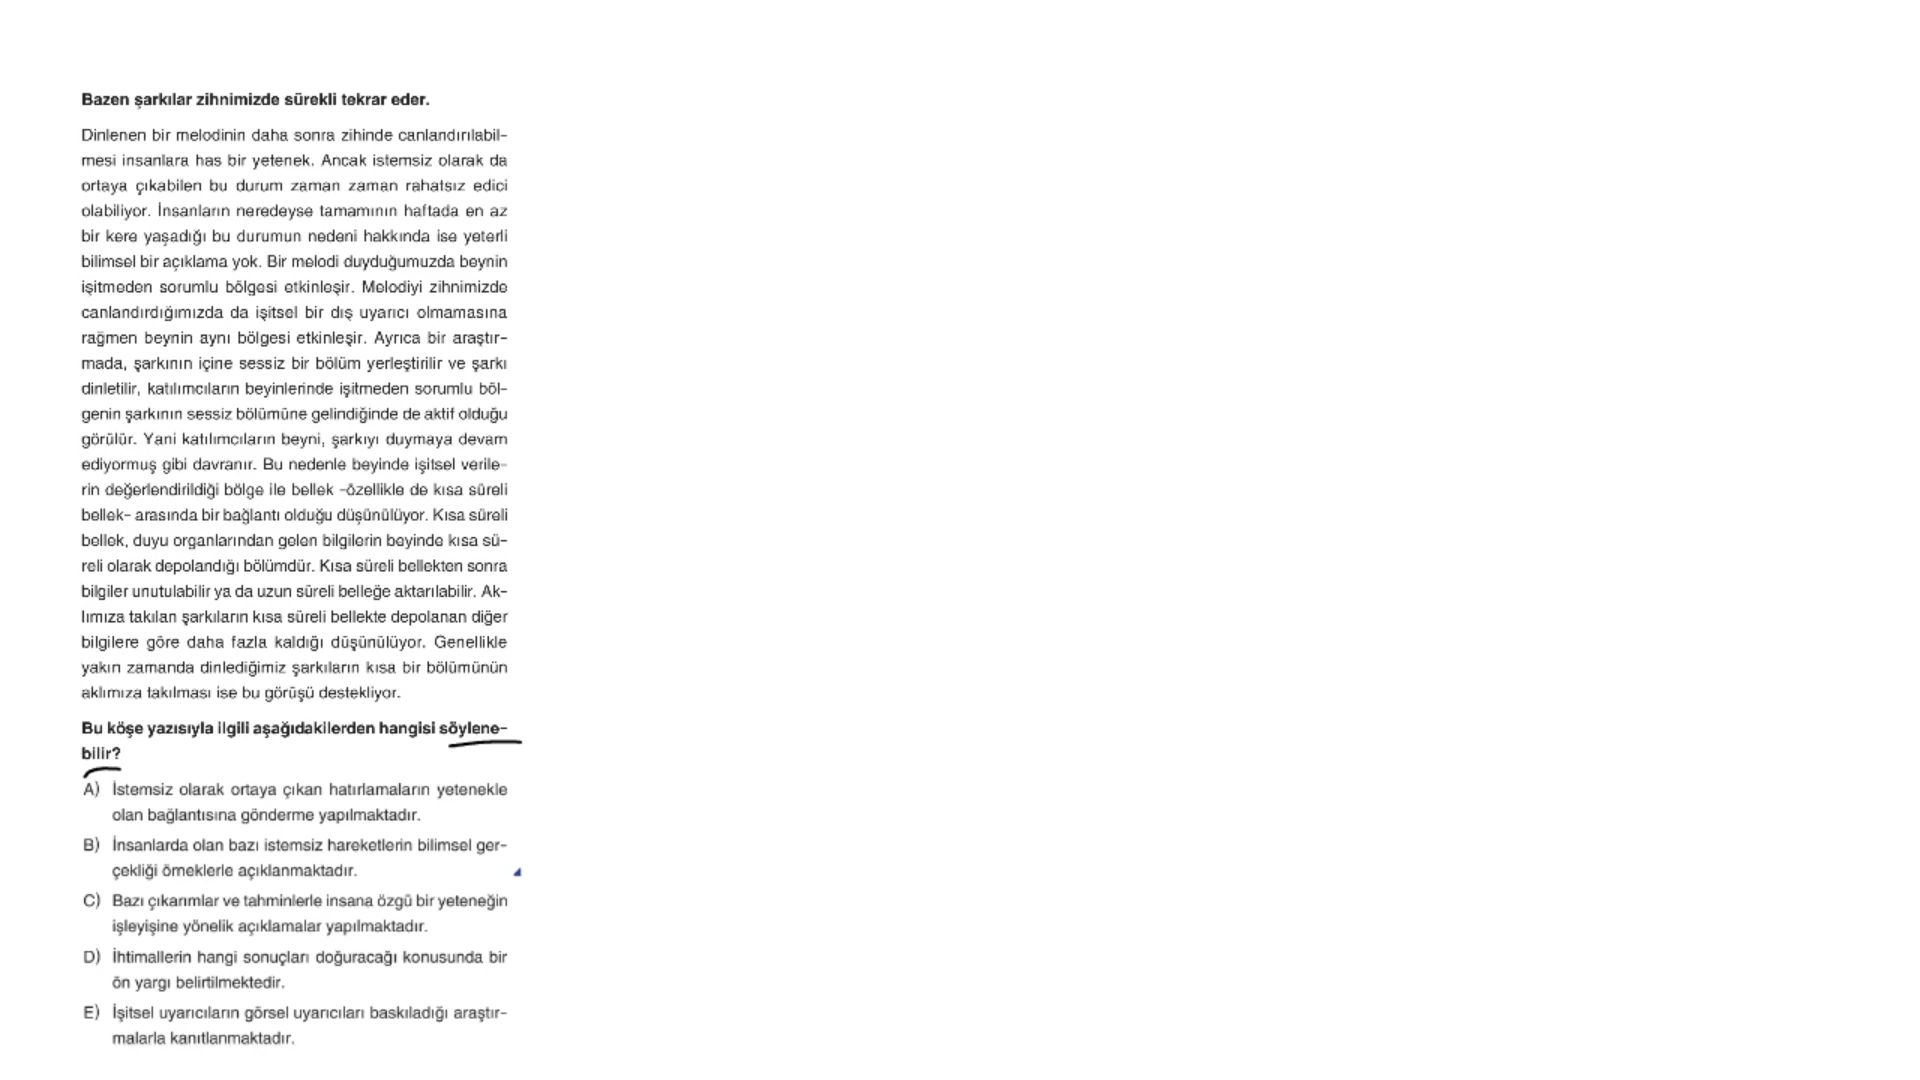 Bazen şarkılar zihnimizde sürekli tekrar eder.
Dinlenen bir melodinin daha sonra zihinde canlandırılabil-
mesi insanlara has bir yetenek. Ancak istemsiz olarak da
ortaya çıkabilen bu durum zaman zaman rahatsız edici
olabiliyor. İnsanların neredeyse tamamının haftada en az
bir kere yaşadığı bu durumun nedeni hakkında ise yeterli
bilimsel bir açıklama yok. Bir melodi duyduğumuzda beynin
işitmeden sorumlu bölgesi etkinleşir. Melodiyi zihnimizde
canlandırdığımızda da işitsel bir dış uyarıcı olmamasına
rağmen beynin aynı bölgesi etkinleşir. Ayrıca bir araştır-
mada, şarkının içine sessiz bir bölüm yerleştirilir ve şarkı
dinletilir, katılımcıların beyinlerinde işitmeden sorumlu böl-
genin şarkının sessiz bölümüne gelindiğinde de aktif olduğu
görülür. Yani katılımcıların beyni, şarkıyı duymaya devam
ediyormuş gibi davranır. Bu nedenle beyinde işitsel verile-
rin değerlendirildiği bölge ile bellek -özellikle de kısa süreli
bellek- arasında bir bağlantı olduğu düşünülüyor. Kısa süreli
bellek, duyu organlarından gelen bilgilerin beyinde kısa sü-
reli olarak depolandığı bölümdür. Kısa süreli bellekten sonra
bilgiler unutulabilir ya da uzun süreli belleğe aktarılabilir. Ak-
lımıza takılan şarkıların kısa süreli bellekte depolanan diğer
bilgilere göre daha fazla kaldığı düşünülüyor. Genellikle
yakın zamanda dinlediğimiz şarkıların kısa bir bölümünün
aklımıza takılması ise bu görüşü destekliyor.
Bu köşe yazısıyla ilgili aşağıdakilerden hangisi söylene-
bilir?
A) İstemsiz olarak ortaya çıkan hatırlamaların yetenekle
olan bağlantısına gönderme yapılmaktadır.
B) İnsanlarda olan bazı istemsiz hareketlerin bilimsel ger-
çekliği örneklerle açıklanmaktadır.
C) Bazı çıkarımlar ve tahminlerle insana özgü bir yeteneğin
işleyişine yönelik açıklamalar yapılmaktadır.
D) İhtimallerin hangi sonuçları doğuracağı konusunda bir
ön yargı belirtilmektedir.
E) İşitsel uyarıcıların görsel uyarıcıları baskıladığı araştır-
malarla kanıtlanmaktadır.